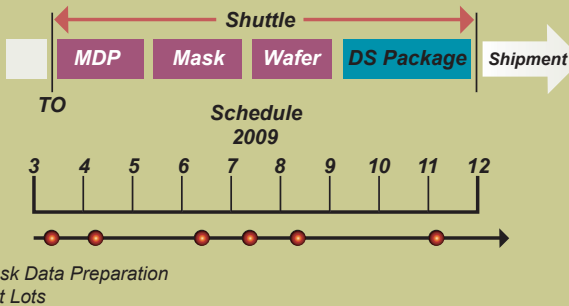 Shuttle
MDP Mask Wafer DS Package Shipment
TO
Schedule
2009
3 4 5 6 7 8 9 10 11 12
sk Data Preparation
t Lots